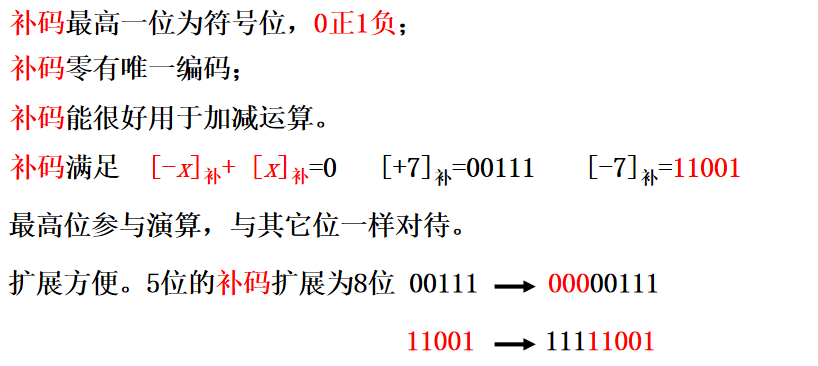 补码最高一位为符号位，0正1负；
补码零有唯一编码；
补码能很好用于加减运算。
补码满足 [-x]补+ [x]补=0 [+7]补=00111 [-7]补=11001
最高位参与演算，与其它位一样对待。
扩展方便。5位的补码扩展为8位 00111 → 00000111
11001 → 11111001